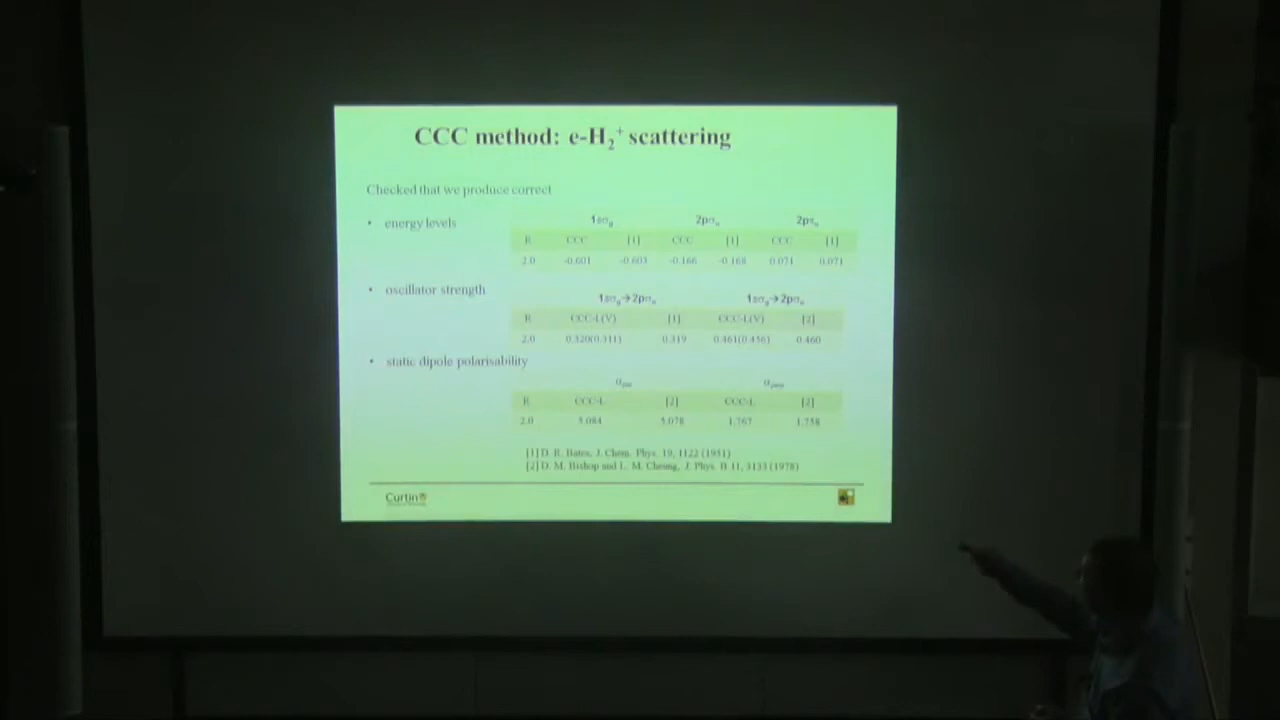 CCC method: e-H₂⁺ scattering
Checked that we produce correct
• energy levels
1sσg 2pσu 2pπu
R CCC [1] CCC [1] CCC [1]
2.0 -0.601 -0.603 -0.166 -0.168 0.071 0.071
• oscillator strength
1sσg→2pσu 1sσg→2pπu
R CCC-L(V) [1] CCC-L(V) [2]
2.0 0.320(0.311) 0.319 0.461(0.456) 0.460
• static dipole polarisability
R CCC-L [2] CCC-L [2]
2.0 5.084 5.078 1.767 1.758
[1] D. R. Bates, J. Chem. Phys. 19, 1122 (1951)
[2] D. M. Bishop and L. M. Cheung, J. Phys. B 11, 3133 (1978)
Curtin